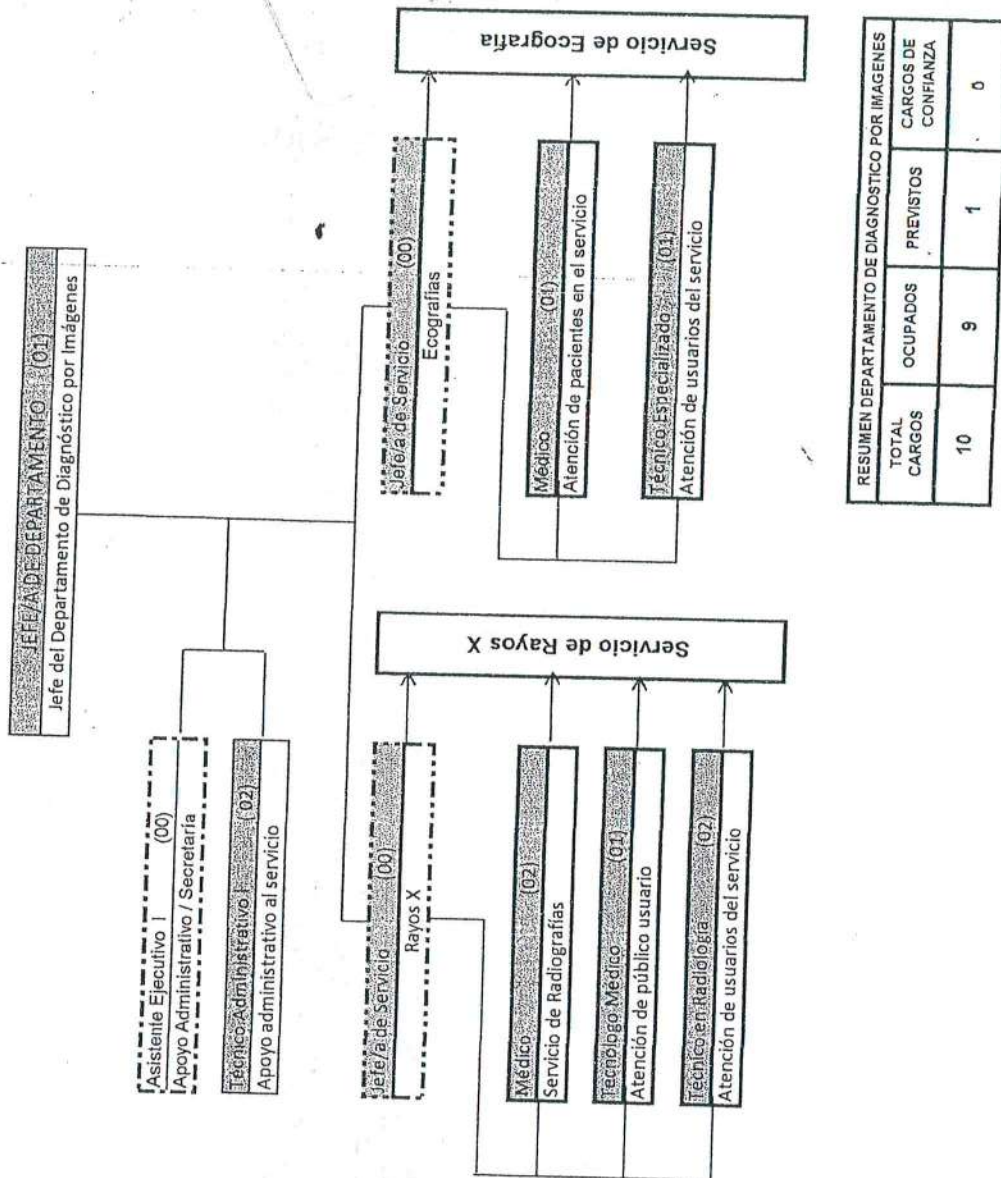 JEFE/A DE DEPARTAMENTO (01)
Jefe del Departamento de Diagnóstico por Imágenes
Asistente Ejecutivo I (00)
Apoyo Administrativo / Secretaría
Técnico Administrativo I (02)
Apoyo administrativo al servicio
Jefe/a de Servicio (00)
Rayos X
Médico (02)
Servicio de Radiografías
Tecnólogo Médico (01)
Atención de público usuario
Técnico en Radiología (02)
Atención de usuarios del servicio
Servicio de Rayos X
Jefe/a de Servicio (00)
Ecografías
Médico (01)
Atención de pacientes en el servicio
Técnico Especializado (01)
Atención de usuarios del servicio
Servicio de Ecografía
RESUMEN DEPARTAMENTO DE DIAGNOSTICO POR IMAGENES
TOTAL CARGOS OCUPADOS PREVISTOS CARGOS DE CONFIANZA
10 9 1 0